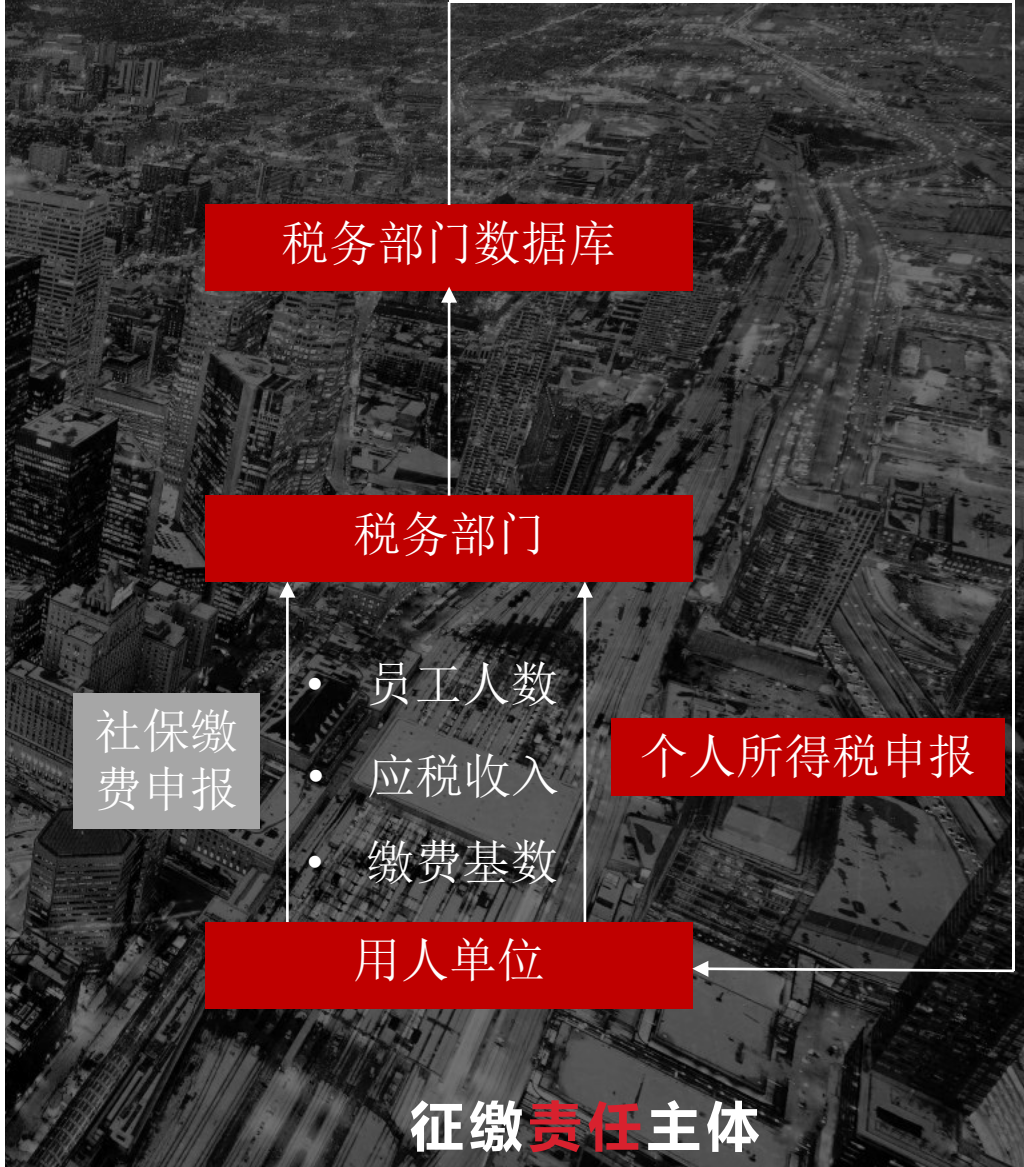 税务部门数据库
税务部门
• 员工人数
社保缴
费申报
• 应税收入
个人所得税申报
• 缴费基数
用人单位
征缴责任主体